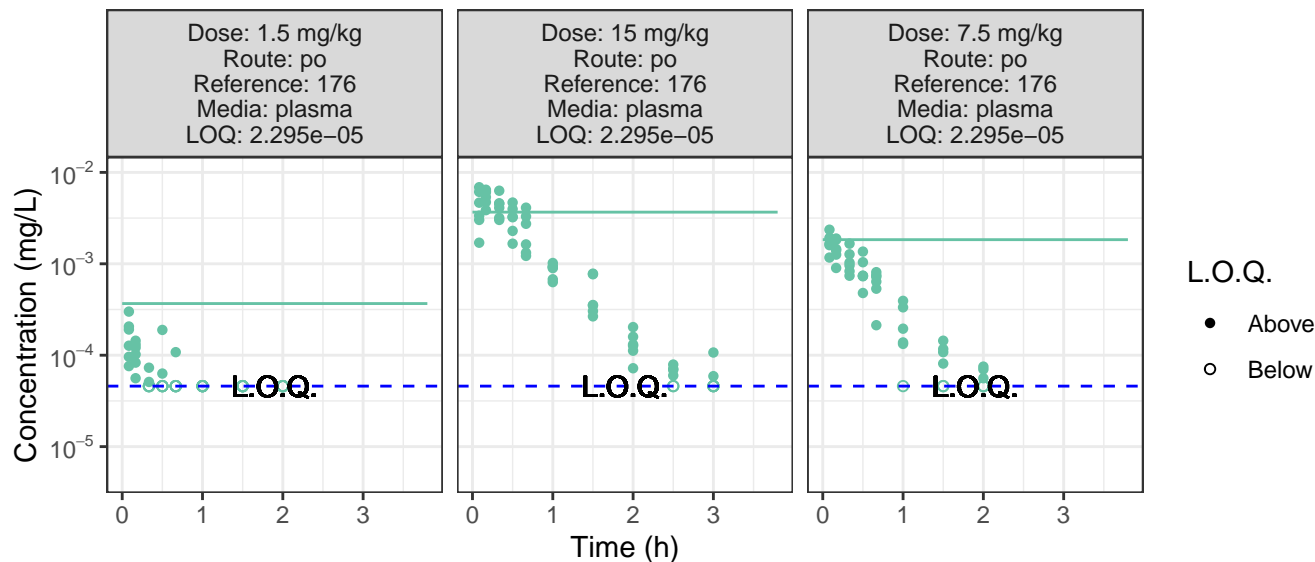 Dose: 1.5 mg/kg
Route: po
Reference: 176
Media: plasma
LOQ: 2.295e−05
Dose: 15 mg/kg
Route: po
Reference: 176
Media: plasma
LOQ: 2.295e−05
Dose: 7.5 mg/kg
Route: po
Reference: 176
Media: plasma
LOQ: 2.295e−05
Concentration (mg/L)
10−2
10−3
10−4
10−5
L.O.Q.
L.O.Q.
L.O.Q.
0 1 2 3
0 1 2 3
0 1 2 3
Time (h)
L.O.Q.
Above
Below